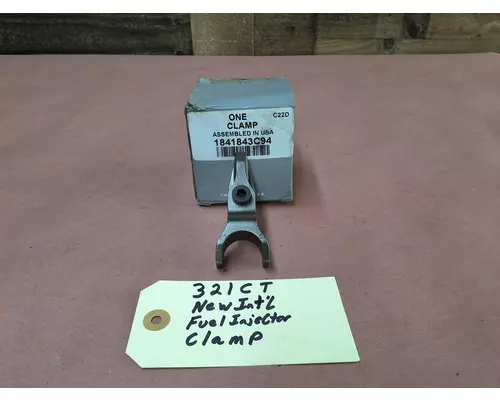 ONE
C22D
CLAMP
ASSEMBLED IN USA
1841843C94
321CT
New Int'l
Fuel Injector
Clamp